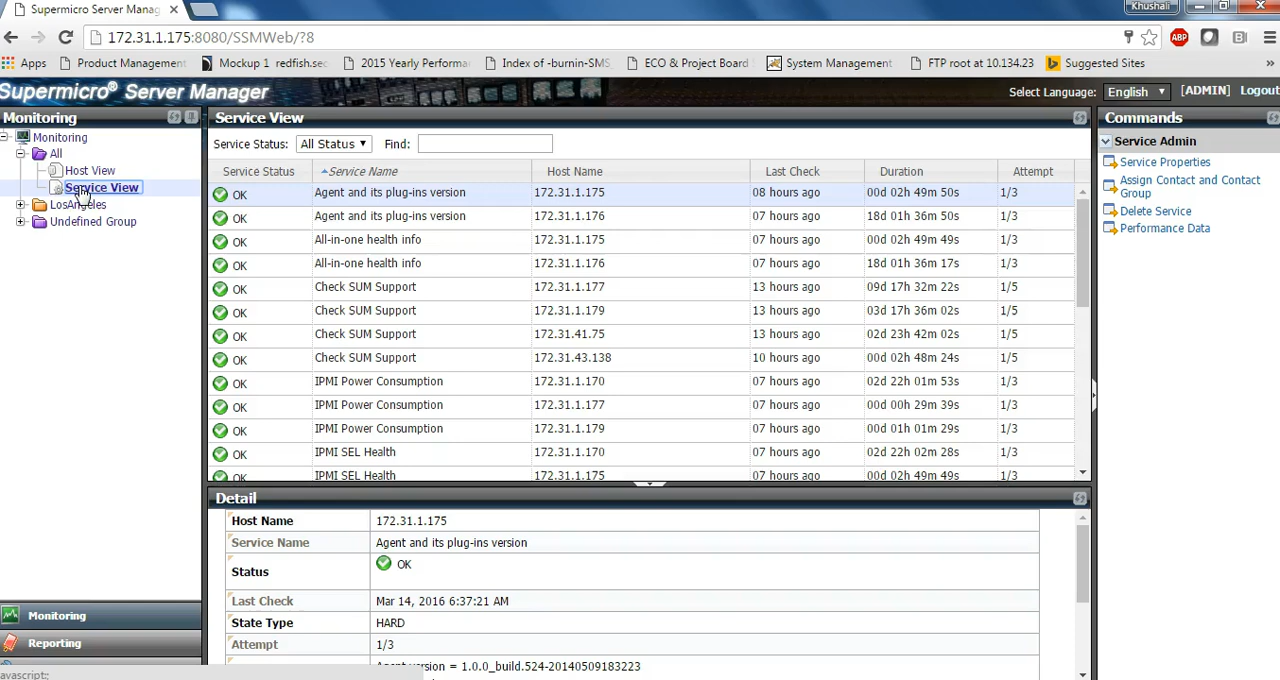 Supermicro Server Manag
Khushali
172.31.1.175:8080/SSMWeb/?8
ABP
Apps Product Management Mockup 1 redfish.sec 2015 Yearly Performa Index of -burnin-SMS ECO & Project Board System Management FTP root at 10.134.23 Suggested Sites »
Supermicro® Server Manager
Select Language: English [ADMIN] Logout
Monitoring
Monitoring
All
Host View
Service View
LosAngeles
Undefined Group
Monitoring
Reporting
avascript:;
Service View
Service Status: All Status Find:
Service Status Service Name Host Name Last Check Duration Attempt
OK Agent and its plug-ins version 172.31.1.175 08 hours ago 00d 02h 49m 50s 1/3
OK Agent and its plug-ins version 172.31.1.176 07 hours ago 18d 01h 36m 50s 1/3
OK All-in-one health info 172.31.1.175 07 hours ago 00d 02h 49m 49s 1/3
OK All-in-one health info 172.31.1.176 07 hours ago 18d 01h 36m 17s 1/3
OK Check SUM Support 172.31.1.177 13 hours ago 09d 17h 32m 22s 1/5
OK Check SUM Support 172.31.1.179 13 hours ago 03d 17h 36m 02s 1/5
OK Check SUM Support 172.31.41.75 13 hours ago 02d 23h 42m 02s 1/5
OK Check SUM Support 172.31.43.138 10 hours ago 00d 02h 48m 24s 1/5
OK IPMI Power Consumption 172.31.1.170 07 hours ago 02d 22h 01m 53s 1/3
OK IPMI Power Consumption 172.31.1.177 07 hours ago 00d 00h 29m 39s 1/3
OK IPMI Power Consumption 172.31.1.179 07 hours ago 00d 01h 01m 29s 1/3
OK IPMI SEL Health 172.31.1.170 07 hours ago 02d 22h 02m 28s 1/3
OK IPMI SEL Health 172.31.1.175 07 hours ago 00d 02h 49m 49s 1/3
Detail
Host Name 172.31.1.175
Service Name Agent and its plug-ins version
Status OK
Last Check Mar 14, 2016 6:37:21 AM
State Type HARD
Attempt 1/3
Agent version = 1.0.0_build.524-20140509183223
Commands
Service Admin
Service Properties
Assign Contact and Contact
Group
Delete Service
Performance Data